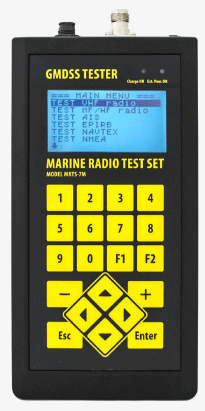 GMDSS TESTER
Charge ON Ext. Pow. ON
=== MAIN MENU ===
TEST VHF radio
TEST MF/HF radio
TEST AIS
TEST EPIRB
TEST NAVTEX
TEST NMEA
MARINE RADIO TEST SET
MODEL MRTS-7M
1 2 3 4
5 6 7 8
9 0 F1 F2
− +
Esc Enter